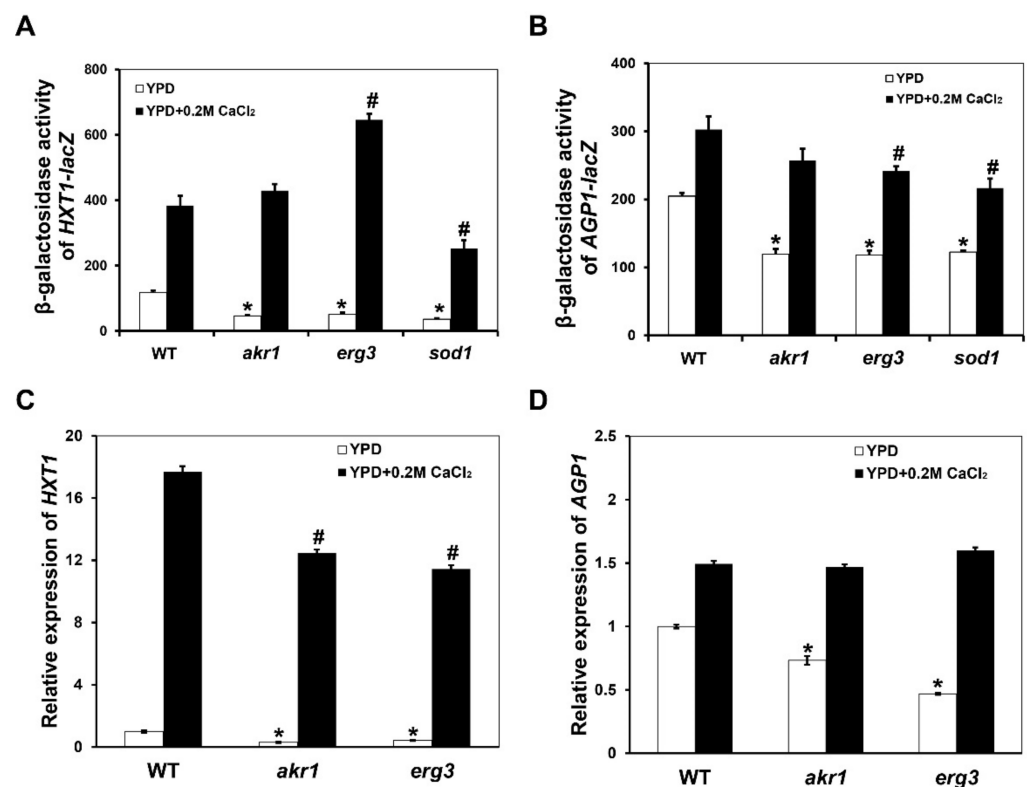 A
β-galactosidase activity
of HXT1-lacZ
800
600
400
200
0
YPD
YPD+0.2M CaCl₂
*
*
#
*
#
WT
akr1
erg3
sod1
B
β-galactosidase activity
of AGP1-lacZ
400
300
200
100
0
YPD
YPD+0.2M CaCl₂
*
*
#
*
#
WT
akr1
erg3
sod1
C
Relative expression of HXT1
20
16
12
8
4
0
YPD
YPD+0.2M CaCl₂
*
#
*
#
WT
akr1
erg3
D
Relative expression of AGP1
2.5
2
1.5
1
0.5
0
YPD
YPD+0.2M CaCl₂
*
*
WT
akr1
erg3